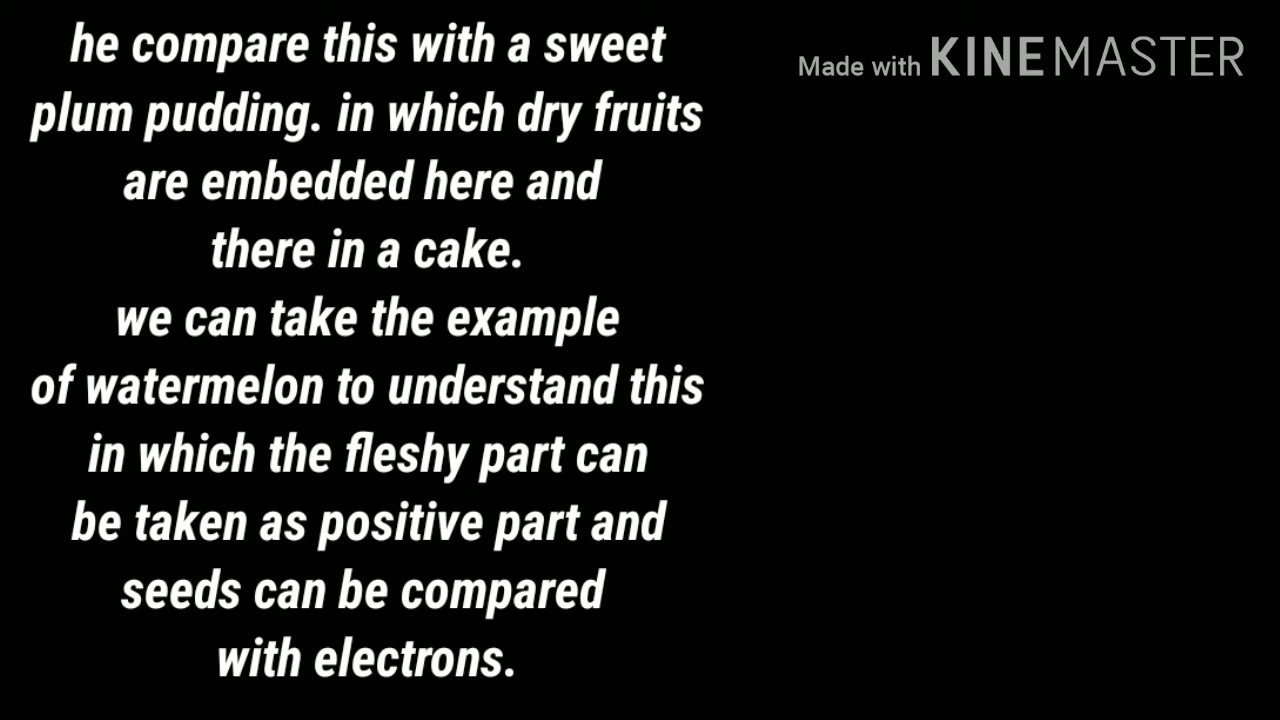 he compare this with a sweet
plum pudding. in which dry fruits
are embedded here and
there in a cake.
we can take the example
of watermelon to understand this
in which the fleshy part can
be taken as positive part and
seeds can be compared
with electrons.
Made with KINEMASTER